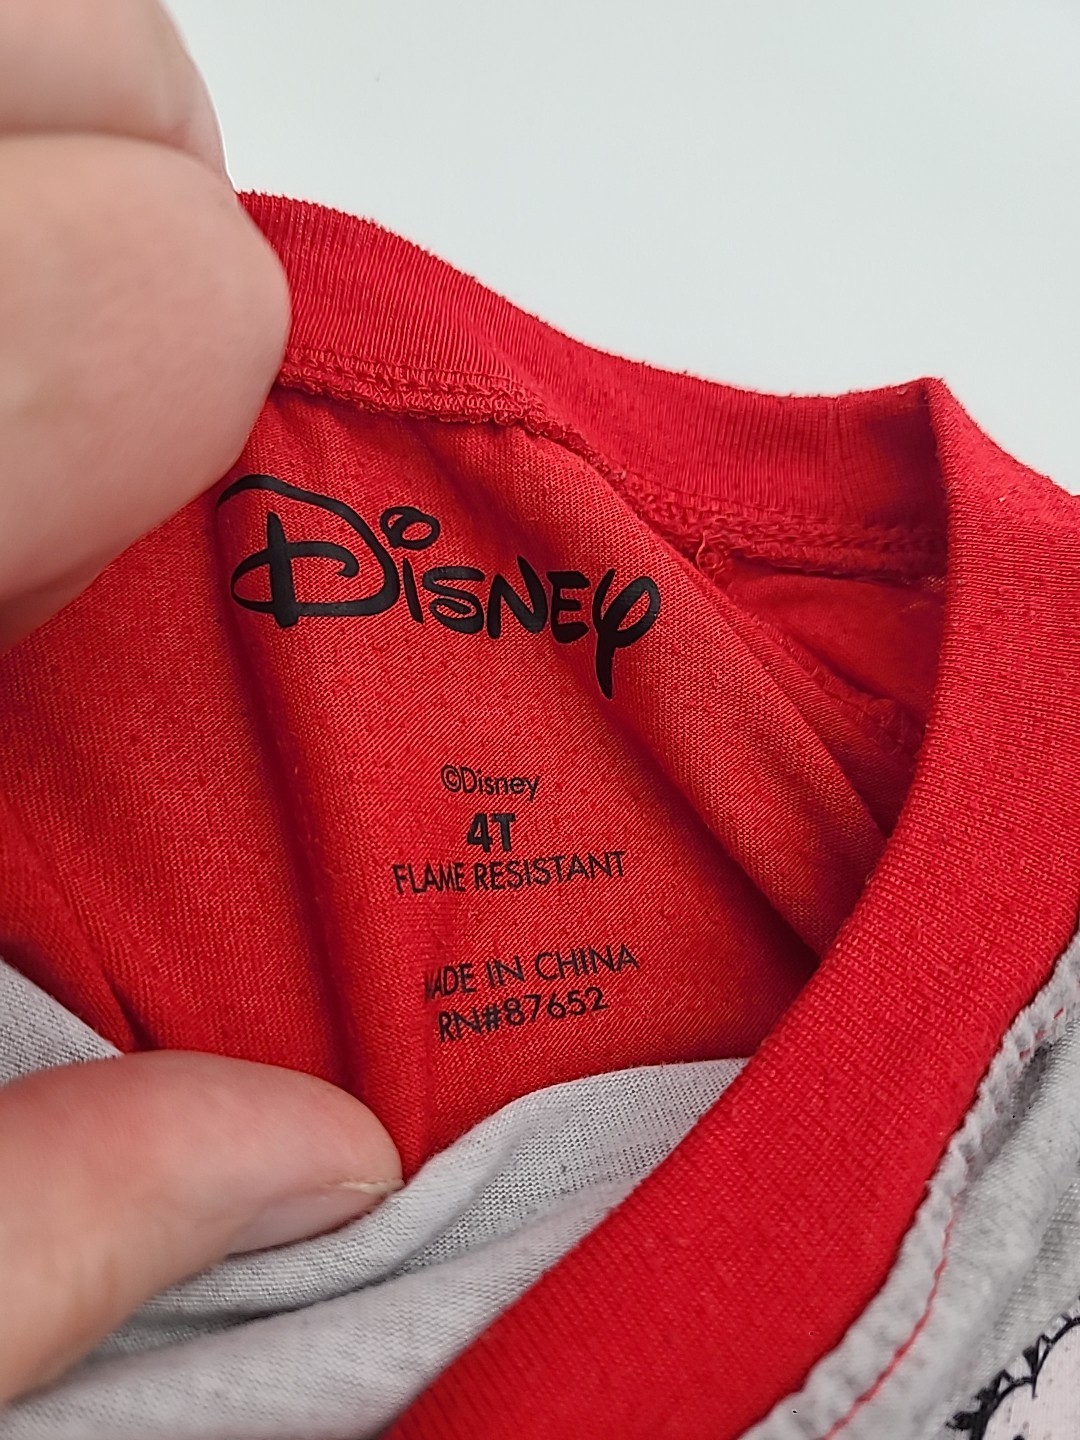 Disney
©Disney
4T
FLAME RESISTANT
MADE IN CHINA
RN#87652